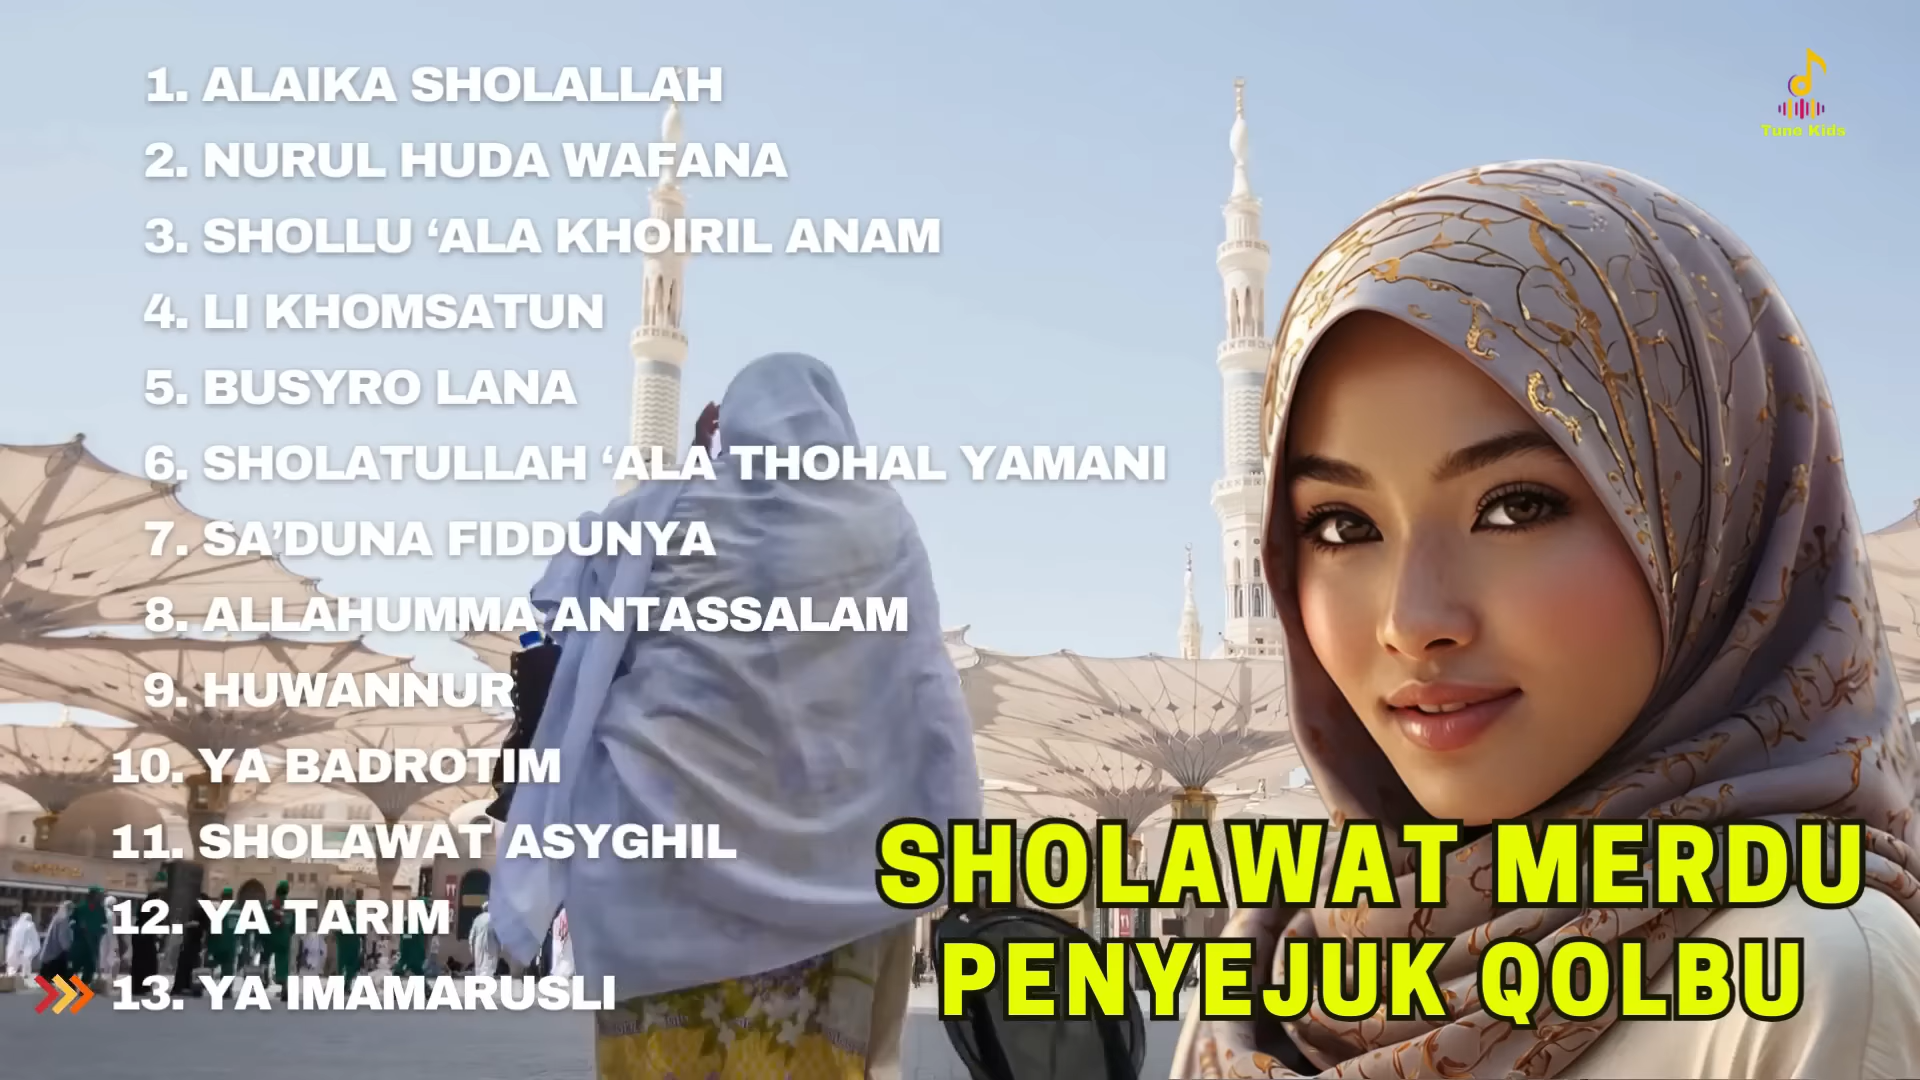 1. ALAIKA SHOLALLAH
2. NURUL HUDA WAFANA
3. SHOLLU ‘ALA KHOIRIL ANAM
4. LI KHOMSATUN
5. BUSYRO LANA
6. SHOLATULLAH ‘ALA THOHAL YAMANI
7. SA’DUNA FIDDUNYA
8. ALLAHUMMA ANTASSALAM
9. HUWANNUR
10. YA BADROTIM
11. SHOLAWAT ASYGHIL
12. YA TARIM
13. YA IMAMARUSLI
Tune Kids
SHOLAWAT MERDU
PENYEJUK QOLBU